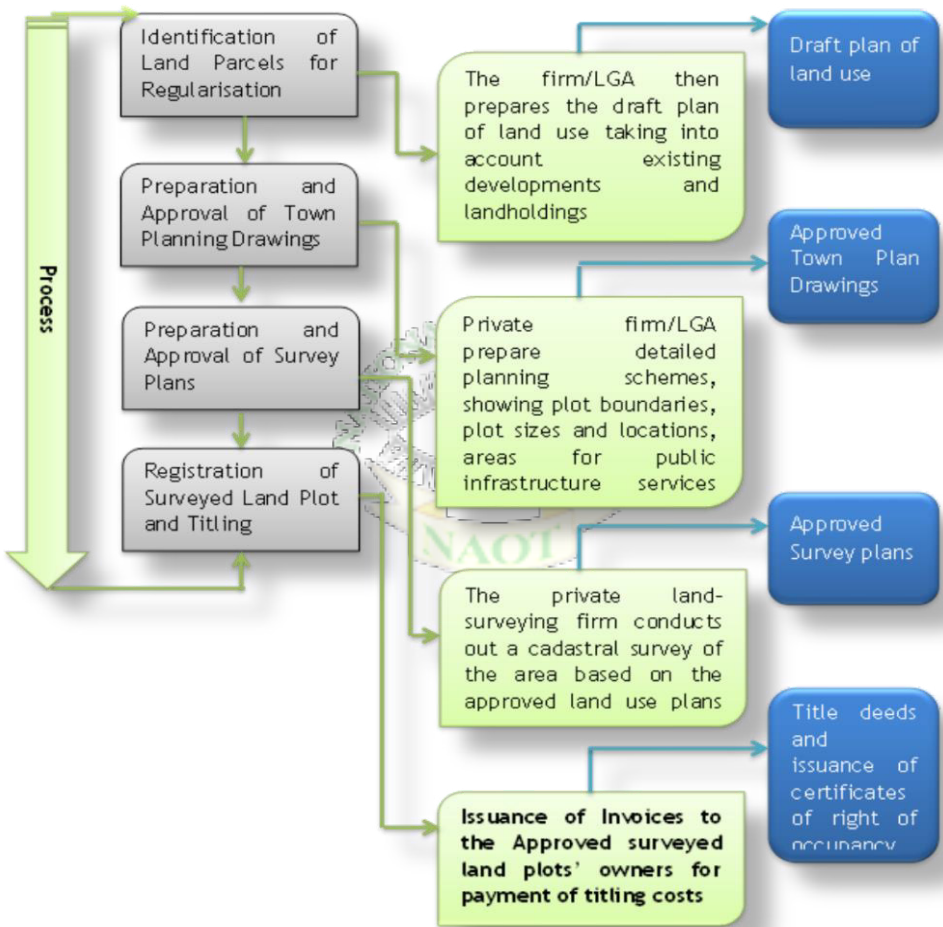 Process
Identification of
Land Parcels for
Regularisation
Preparation and
Approval of Town
Planning Drawings
Preparation and
Approval of Survey
Plans
Registration of
Surveyed Land Plot
and Titling
The firm/LGA then
prepares the draft plan
of land use taking into
account existing
developments and
landholdings
Private firm/LGA
prepare detailed
planning schemes,
showing plot boundaries,
plot sizes and locations,
areas for public
infrastructure services
NAOT
The private land-
surveying firm conducts
out a cadastral survey of
the area based on the
approved land use plans
Issuance of Invoices to
the Approved surveyed
land plots’ owners for
payment of titling costs
Draft plan of
land use
Approved
Town Plan
Drawings
Approved
Survey plans
Title deeds
and
issuance of
certificates
of right of
occupancy